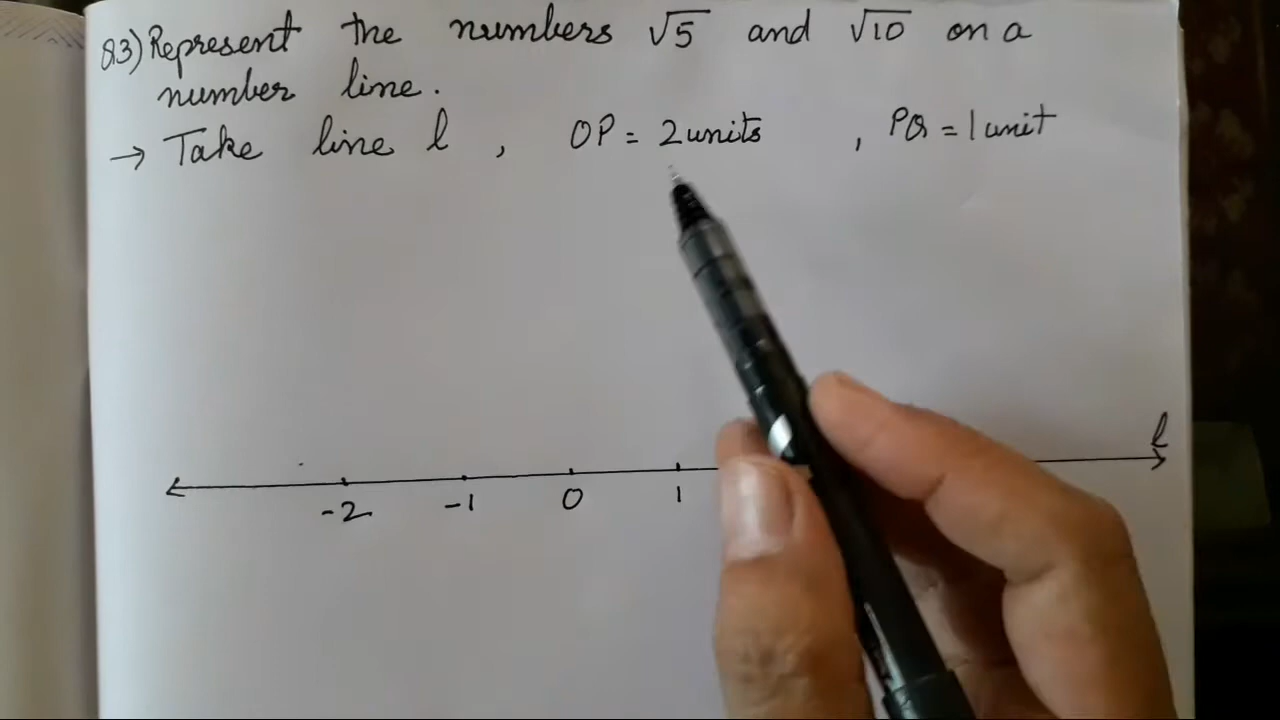 Q3) Represent the numbers √5 and √10 on a
number line.
→ Take line l , OP = 2 units , PQ = 1 unit
l
-2 -1 0 1